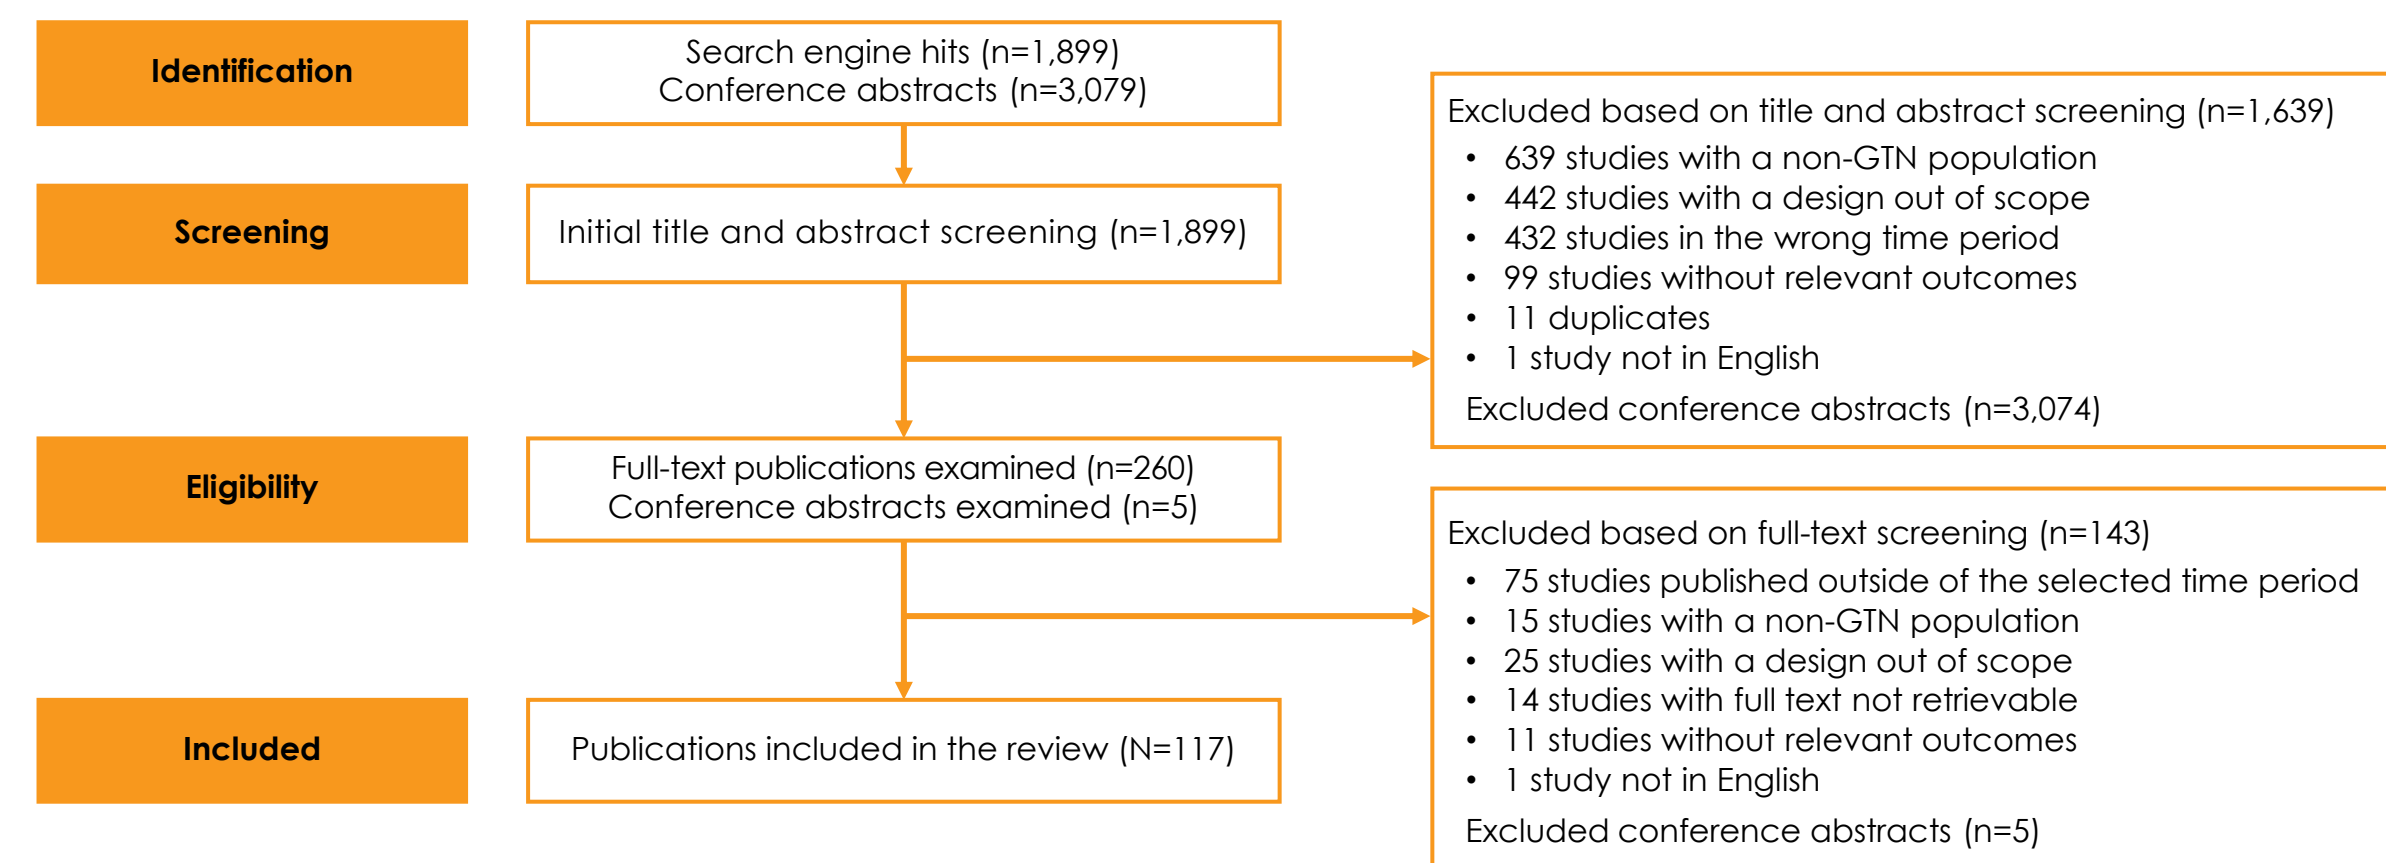 Identification
Search engine hits (n=1,899)
Conference abstracts (n=3,079)
Screening
Initial title and abstract screening (n=1,899)
Excluded based on title and abstract screening (n=1,639)
• 639 studies with a non-GTN population
• 442 studies with a design out of scope
• 432 studies in the wrong time period
• 99 studies without relevant outcomes
• 11 duplicates
• 1 study not in English
Excluded conference abstracts (n=3,074)
Eligibility
Full-text publications examined (n=260)
Conference abstracts examined (n=5)
Excluded based on full-text screening (n=143)
• 75 studies published outside of the selected time period
• 15 studies with a non-GTN population
• 25 studies with a design out of scope
• 14 studies with full text not retrievable
• 11 studies without relevant outcomes
• 1 study not in English
Excluded conference abstracts (n=5)
Included
Publications included in the review (N=117)